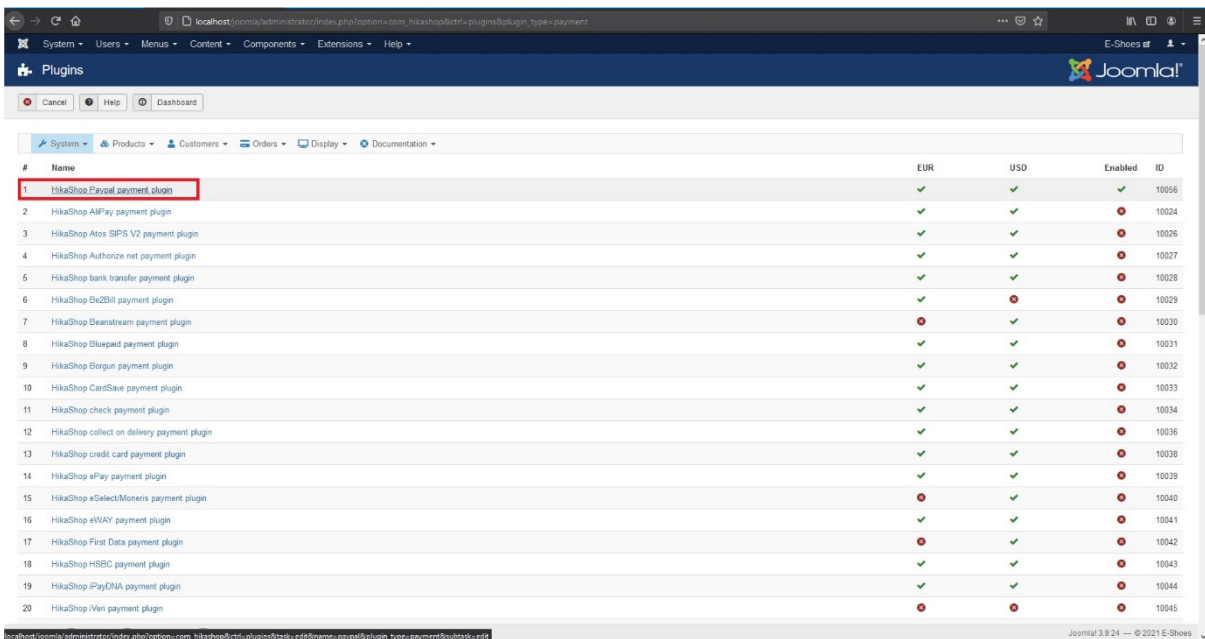 localhost/joomla/administrator/index.php?option=com_hikashop&ctrl=plugins&plugin_type=payment
System Users Menus Content Components Extensions Help E-Shoes
Plugins Joomla!
Cancel Help Dashboard
System Products Customers Orders Display Documentation
# Name EUR USD Enabled ID
1 HikaShop Paypal payment plugin 10056
2 HikaShop AliPay payment plugin 10024
3 HikaShop Atos SIPS V2 payment plugin 10026
4 HikaShop Authorize.net payment plugin 10027
5 HikaShop bank transfer payment plugin 10028
6 HikaShop Be2Bill payment plugin 10029
7 HikaShop Beanstream payment plugin 10030
8 HikaShop Bluepaid payment plugin 10031
9 HikaShop Borgun payment plugin 10032
10 HikaShop CardSave payment plugin 10033
11 HikaShop check payment plugin 10034
12 HikaShop collect on delivery payment plugin 10036
13 HikaShop credit card payment plugin 10038
14 HikaShop ePay payment plugin 10039
15 HikaShop eSelect/Moneris payment plugin 10040
16 HikaShop eWAY payment plugin 10041
17 HikaShop First Data payment plugin 10042
18 HikaShop HSBC payment plugin 10043
19 HikaShop iPayDNA payment plugin 10044
20 HikaShop iVeri payment plugin 10045
localhost/joomla/administrator/index.php?option=com_hikashop&ctrl=plugins&task=edit&name=paypal&plugin_type=payment&subtask=edit Joomla! 3.9.24 — © 2021 E-Shoes